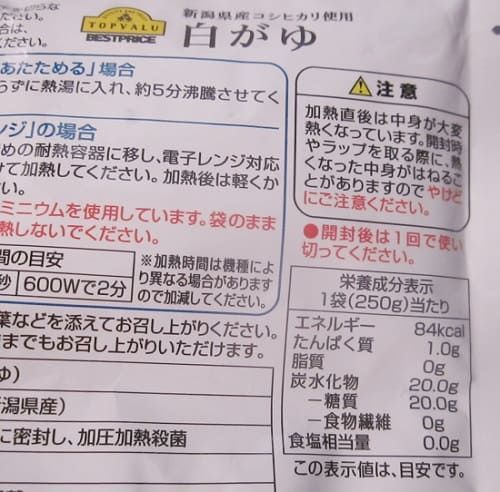 TOPVALU
BESTPRICE
新潟県産コシヒカリ使用
白がゆ
あたためる」場合
らずに熱湯に入れ、約5分沸騰させてく
ンジ」の場合
めの耐熱容器に移し、電子レンジ対応
けて加熱してください。加熱後は軽くか
い。
ミニウムを使用しています。袋のまま
熱しないでください。
間の目安
秒 600Wで2分
※加熱時間は機種によ
り異なる場合があります
ので加減してください。
葉などを添えてお召し上がりください。
ままでもお召し上がりいただけます。
ゆ)
新潟県産)
に密封し、加圧加熱殺菌
注意
加熱直後は中身が大変
熱くなっています。開封時
やラップを取る際に、熱
くなった中身がはねるこ
とがありますのでやけど
にご注意ください。
●開封後は1回で使い
切ってください。
栄養成分表示
1袋(250g)当たり
エネルギー 84kcal
たんぱく質 1.0g
脂質 0g
炭水化物 20.0g
－糖質 20.0g
－食物繊維 0g
食塩相当量 0.0g
この表示値は、目安です。